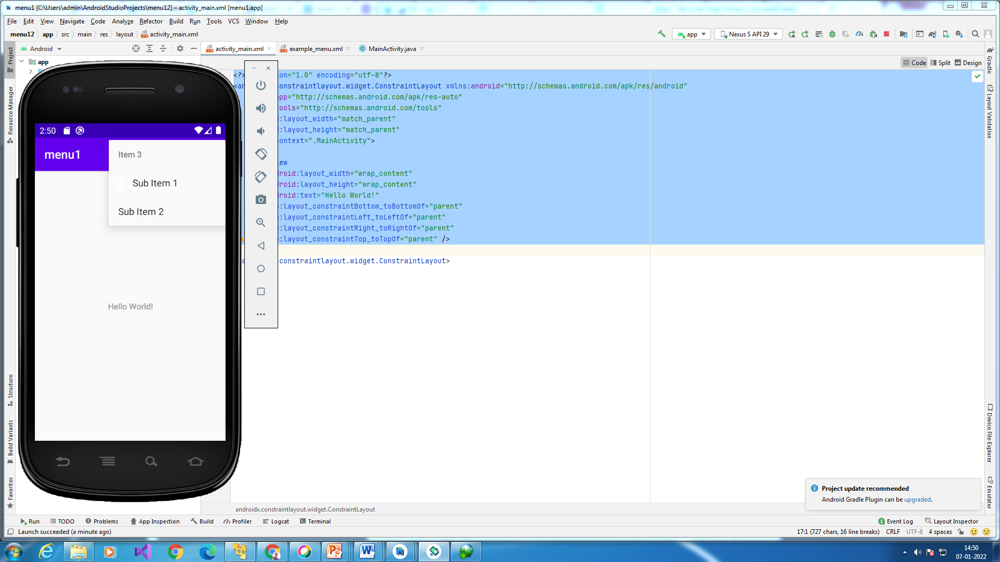 menu1 [C:\Users\admin\AndroidStudioProjects\menu12] – activity_main.xml [menu1.app]
File Edit View Navigate Code Analyze Refactor Build Run Tools VCS Window Help
menu12 app src main res layout activity_main.xml
app Nexus S API 29
Android
activity_main.xml example_menu.xml MainActivity.java
app
Code Split Design
Project
Resource Manager
Structure
Build Variants
Favorites
Gradle
Layout Validation
Device File Explorer
Emulator
2:50
menu1
Item 3
Sub Item 1
Sub Item 2
Hello World!
<?x ion="1.0" encoding="utf-8"?>
<an constraintlayout.widget.ConstraintLayout xmlns:android="http://schemas.android.com/apk/res/android"
app="http://schemas.android.com/apk/res-auto"
tools="http://schemas.android.com/tools"
:layout_width="match_parent"
:layout_height="match_parent"
context=".MainActivity">
ew
roid:layout_width="wrap_content"
roid:layout_height="wrap_content"
roid:text="Hello World!"
:layout_constraintBottom_toBottomOf="parent"
:layout_constraintLeft_toLeftOf="parent"
:layout_constraintRight_toRightOf="parent"
:layout_constraintTop_toTopOf="parent" />
constraintlayout.widget.ConstraintLayout>
Project update recommended
Android Gradle Plugin can be upgraded.
androidx.constraintlayout.widget.ConstraintLayout
Run TODO Problems App Inspection Build Profiler Logcat Terminal
1 Event Log Layout Inspector
Launch succeeded (a minute ago)
17:1 (727 chars, 16 line breaks) CRLF UTF-8 4 spaces
14:50
07-01-2022